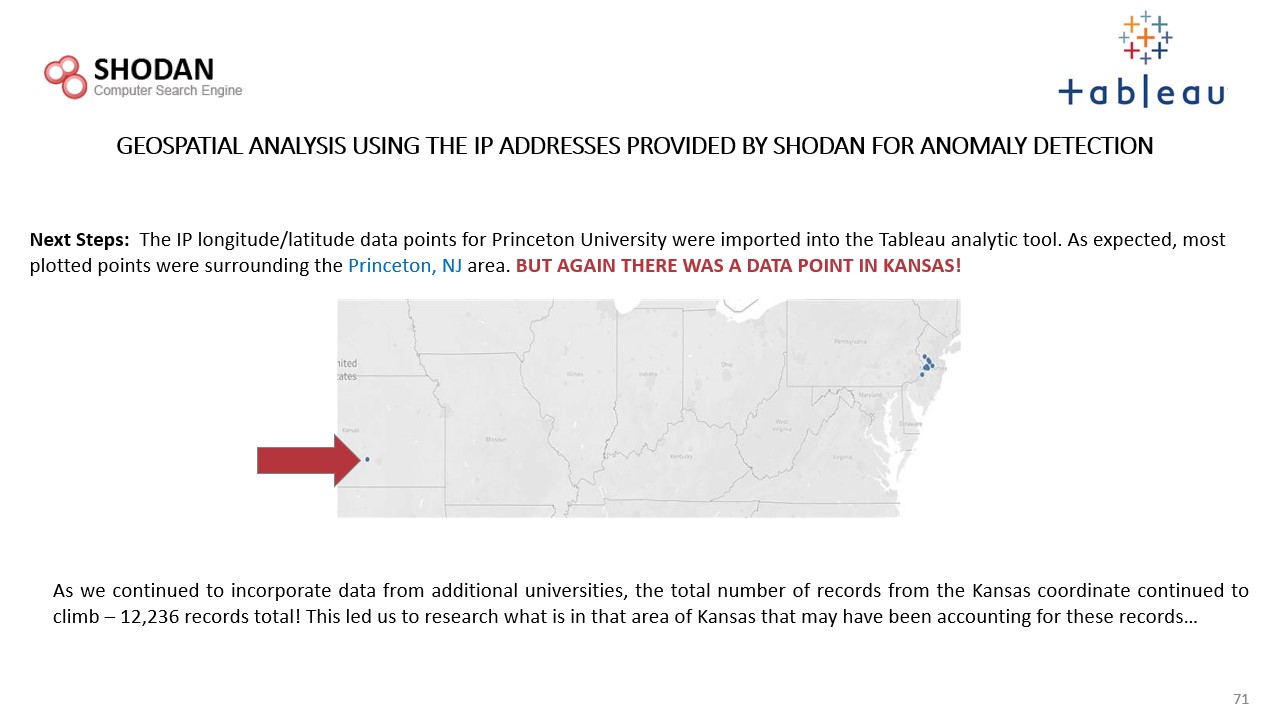 SHODAN
Computer Search Engine
+ableau
GEOSPATIAL ANALYSIS USING THE IP ADDRESSES PROVIDED BY SHODAN FOR ANOMALY DETECTION
Next Steps: The IP longitude/latitude data points for Princeton University were imported into the Tableau analytic tool. As expected, most
plotted points were surrounding the Princeton, NJ area. BUT AGAIN THERE WAS A DATA POINT IN KANSAS!
Pennsylvania
nited
ates
Illinois
Indiana
Ohio
Maryland
Delaware
West
Virginia
Kansas
Missouri
Kentucky
Virginia
As we continued to incorporate data from additional universities, the total number of records from the Kansas coordinate continued to
climb – 12,236 records total! This led us to research what is in that area of Kansas that may have been accounting for these records…
71